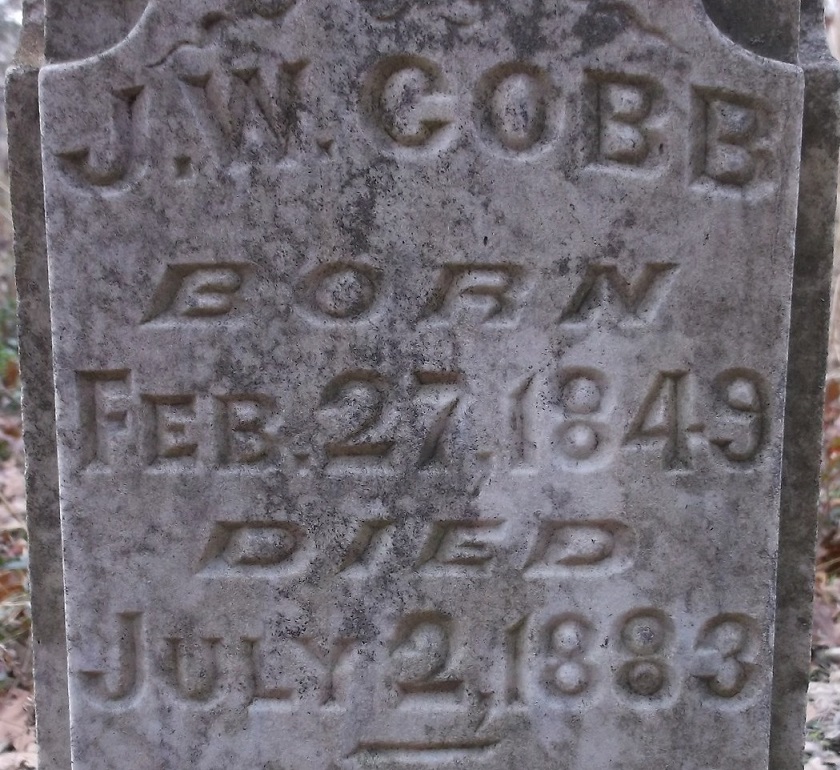 J.W. COBB
BORN
FEB. 27. 1849
DIED
JULY 2, 1883